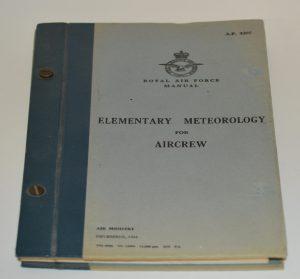 A.P.
ROYAL AIR FORCE
MANUAL
ELEMENTARY METEOROLOGY
FOR
AIRCREW
AIR MINISTRY